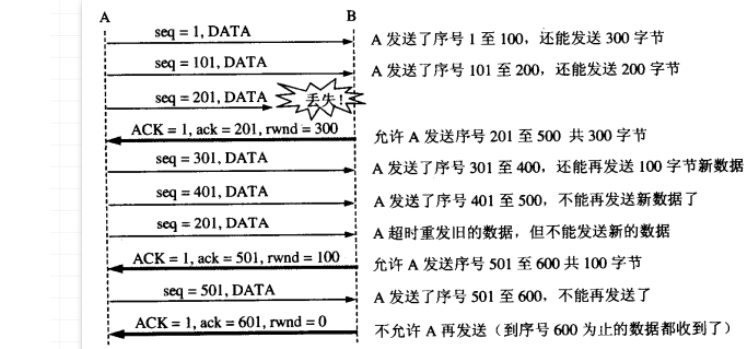 A B
seq = 1, DATA A 发送了序号 1 至 100，还能发送 300 字节
seq = 101, DATA A 发送了序号 101 至 200，还能发送 200 字节
seq = 201, DATA 丢失！
ACK = 1, ack = 201, rwnd = 300 允许 A 发送序号 201 至 500 共 300 字节
seq = 301, DATA A 发送了序号 301 至 400，还能再发送 100 字节新数据
seq = 401, DATA A 发送了序号 401 至 500，不能再发送新数据了
seq = 201, DATA A 超时重发旧的数据，但不能发送新的数据
ACK = 1, ack = 501, rwnd = 100 允许 A 发送序号 501 至 600 共 100 字节
seq = 501, DATA A 发送了序号 501 至 600，不能再发送了
ACK = 1, ack = 601, rwnd = 0 不允许 A 再发送（到序号 600 为止的数据都收到了）